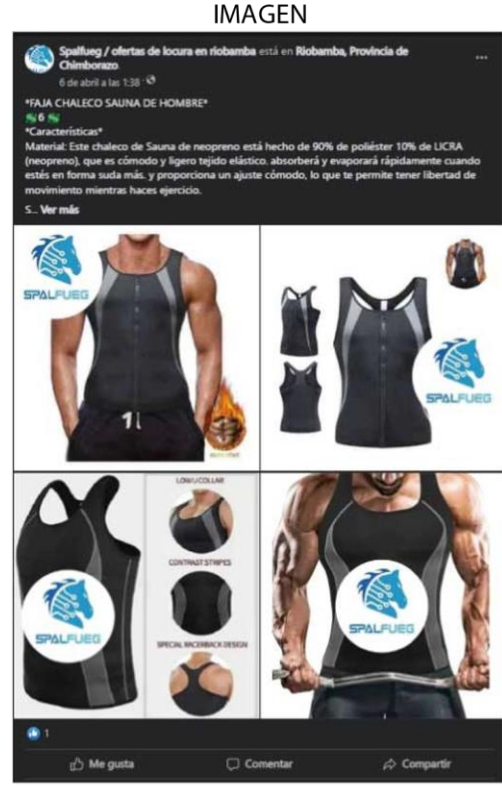 IMAGEN
Spalfueg / ofertas de locura en riobamba está en Riobamba, Provincia de
Chimborazo.
6 de abril a las 1:38 ·
*FAJA CHALECO SAUNA DE HOMBRE*
💸6 💸
*Características*
Material: Este chaleco de Sauna de neopreno está hecho de 90% de poliéster 10% de LICRA
(neopreno), que es cómodo y ligero tejido elástico. absorberá y evaporará rápidamente cuando
estés en forma suda más. y proporciona un ajuste cómodo, lo que te permite tener libertad de
movimiento mientras haces ejercicio.
S... Ver más
SPALFUEG
SPALFUEG
LOW U COLLAR
CONTRAST STRIPES
SPECIAL RACERBACK DESIGN
SPALFUEG
SPALFUEG
1
Me gusta
Comentar
Compartir